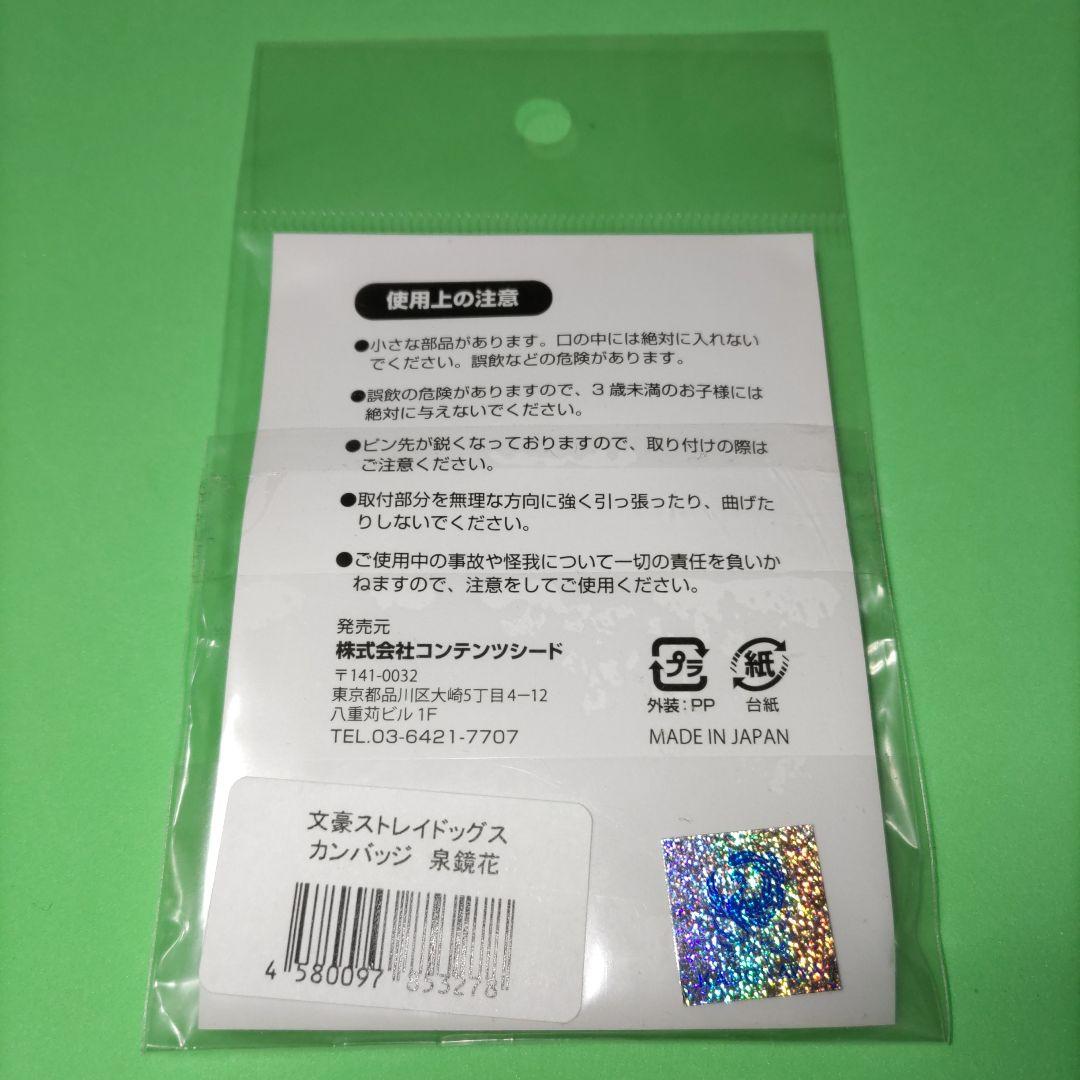 使用上の注意
●小さな部品があります。口の中には絶対に入れない
でください。誤飲などの危険があります。
●誤飲の危険がありますので、3歳未満のお子様には
絶対に与えないでください。
●ピン先が鋭くなっておりますので、取り付けの際は
ご注意ください。
●取付部分を無理な方向に強く引っ張ったり、曲げた
りしないでください。
●ご使用中の事故や怪我について一切の責任を負いか
ねますので、注意をしてご使用ください。
発売元
株式会社コンテンツシード
〒141-0032
東京都品川区大崎5丁目4−12
八重苅ビル1F
TEL.03-6421-7707
プラ
外装:PP
紙
台紙
MADE IN JAPAN
文豪ストレイドッグス
カンバッジ 泉鏡花
4 580097 853278